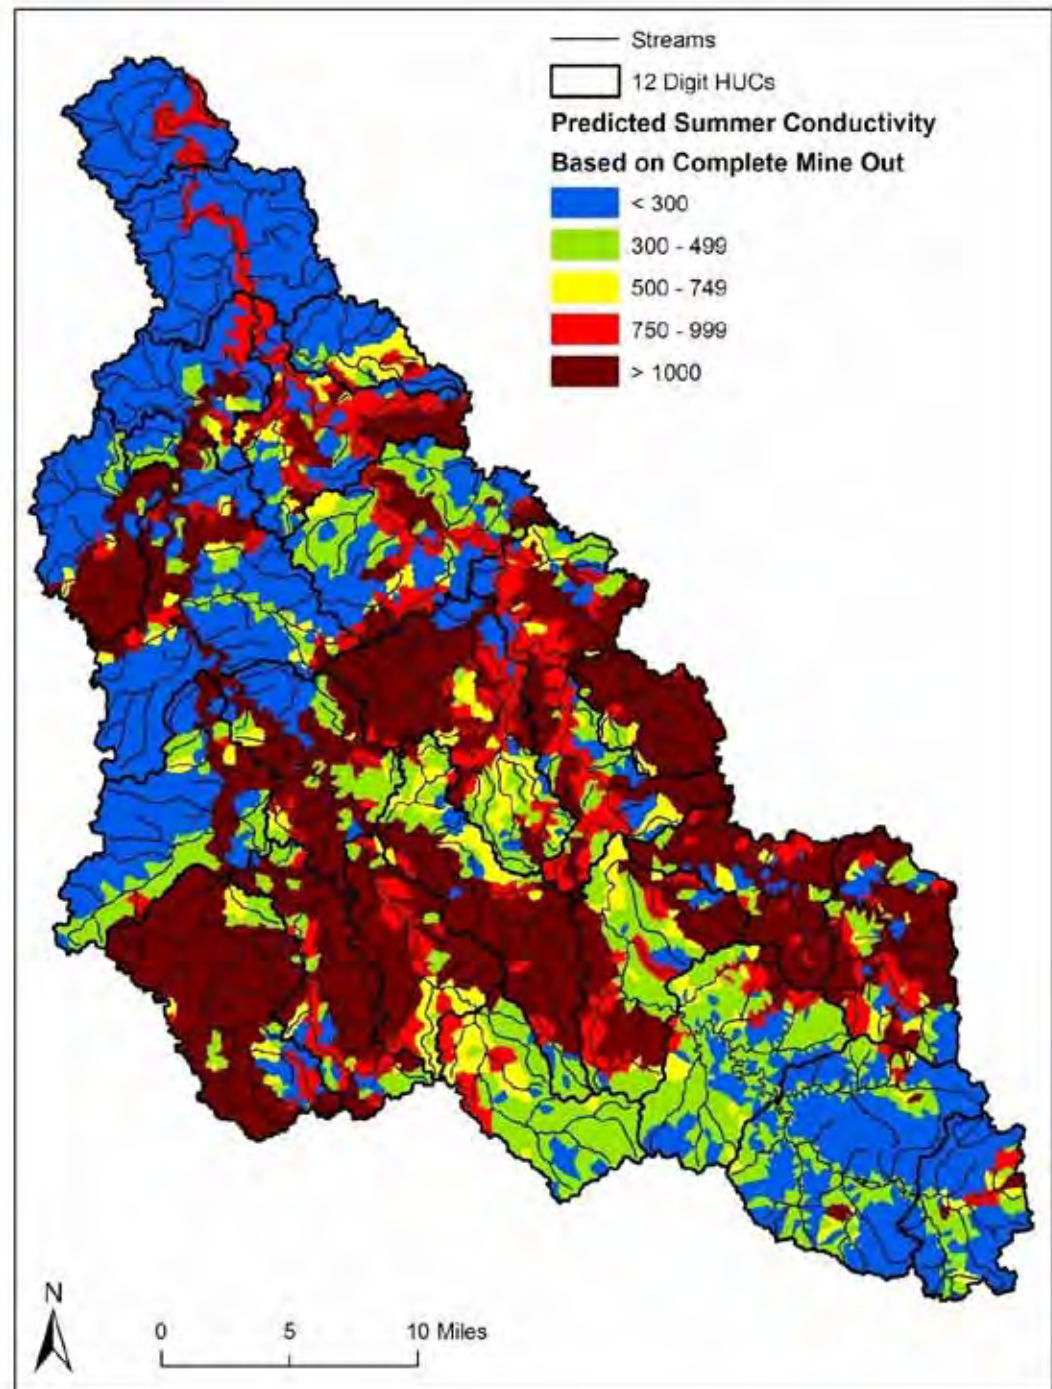 Streams
12 Digit HUCs
Predicted Summer Conductivity
Based on Complete Mine Out
< 300
300 - 499
500 - 749
750 - 999
> 1000
N
0 5 10 Miles